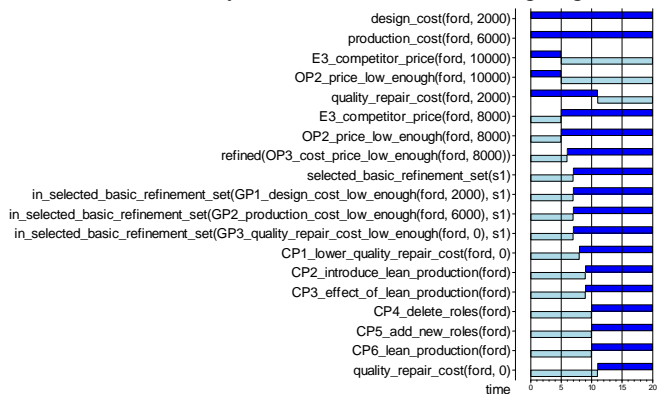 design_cost(ford, 2000)
production_cost(ford, 6000)
E3_competitor_price(ford, 10000)
OP2_price_low_enough(ford, 10000)
quality_repair_cost(ford, 2000)
E3_competitor_price(ford, 8000)
OP2_price_low_enough(ford, 8000)
refined(OP3_cost_price_low_enough(ford, 8000))
selected_basic_refinement_set(s1)
in_selected_basic_refinement_set(GP1_design_cost_low_enough(ford, 2000), s1)
in_selected_basic_refinement_set(GP2_production_cost_low_enough(ford, 6000), s1)
in_selected_basic_refinement_set(GP3_quality_repair_cost_low_enough(ford, 0), s1)
CP1_lower_quality_repair_cost(ford, 0)
CP2_introduce_lean_production(ford)
CP3_effect_of_lean_production(ford)
CP4_delete_roles(ford)
CP5_add_new_roles(ford)
CP6_lean_production(ford)
quality_repair_cost(ford, 0)
time 0 5 10 15 20